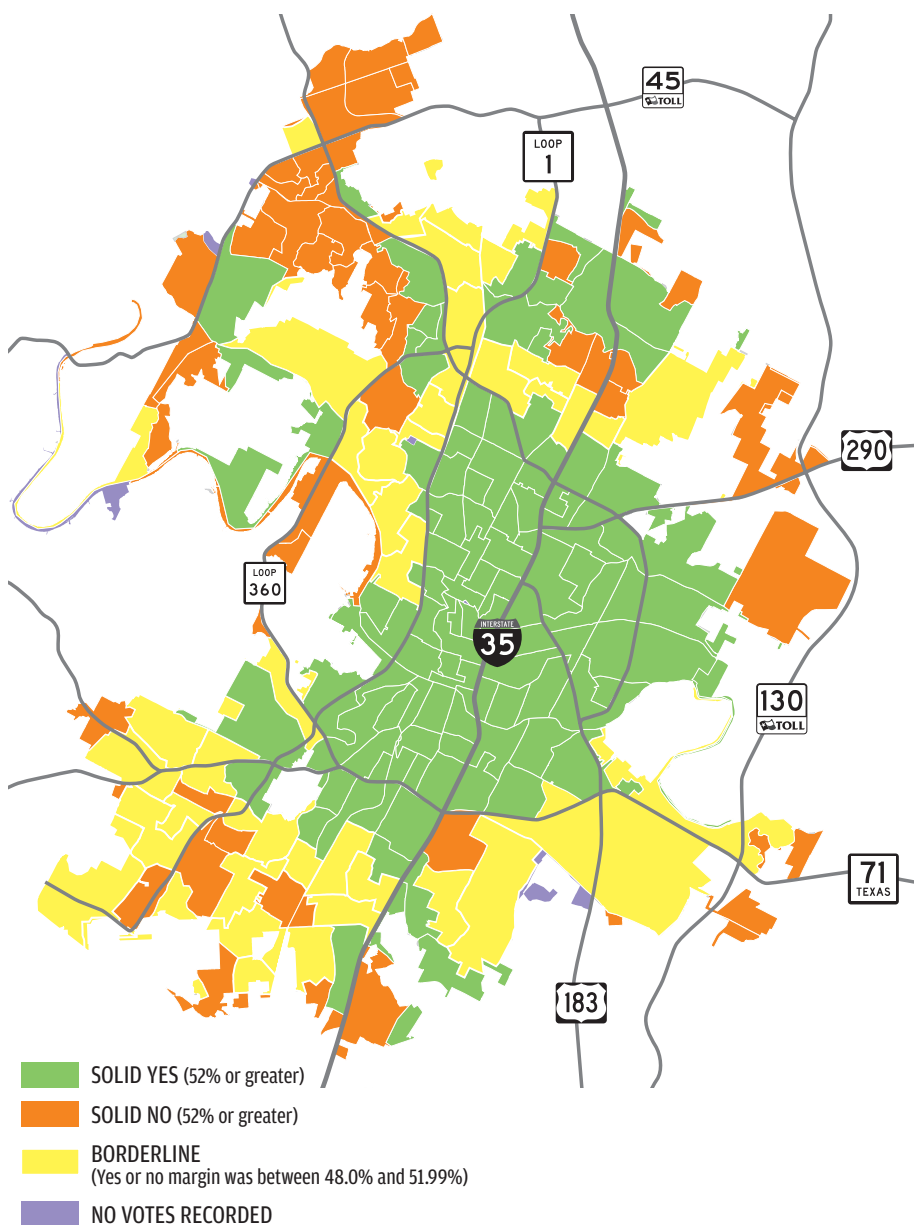 45
TOLL
LOOP
1
290
LOOP
360
INTERSTATE
35
130
TOLL
71
TEXAS
183
SOLID YES (52% or greater)
SOLID NO (52% or greater)
BORDERLINE
(Yes or no margin was between 48.0% and 51.99%)
NO VOTES RECORDED